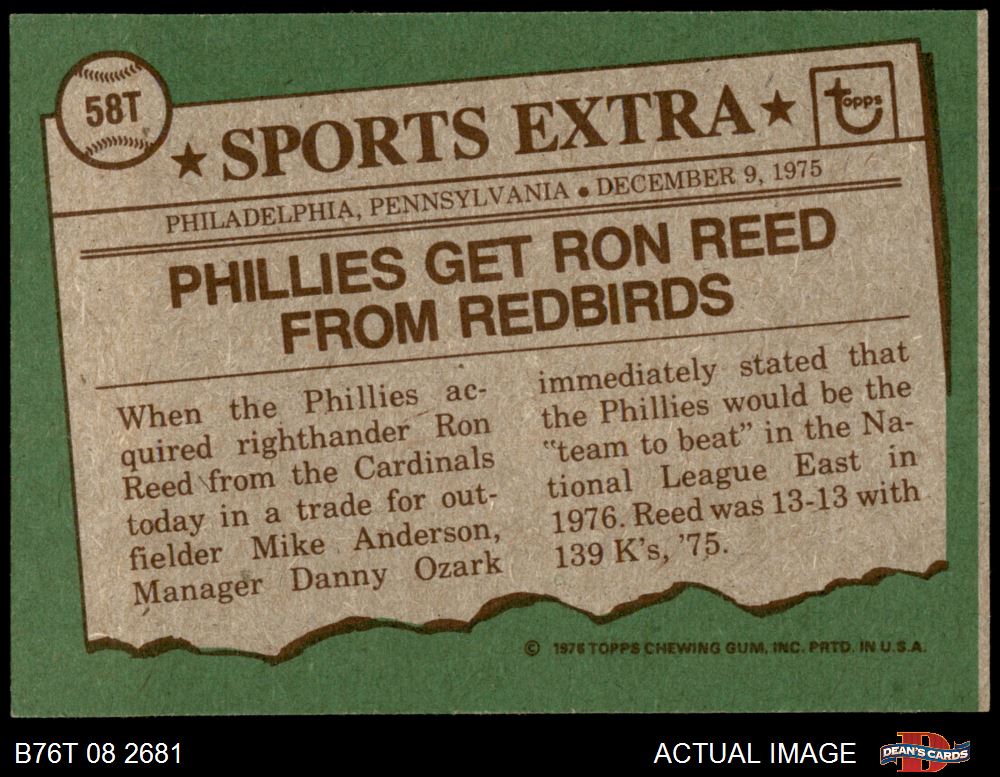 58T
★ SPORTS EXTRA ★
topps
PHILADELPHIA, PENNSYLVANIA ● DECEMBER 9, 1975
PHILLIES GET RON REED
FROM REDBIRDS
When the Phillies ac-
quired righthander Ron
Reed from the Cardinals
today in a trade for out-
fielder Mike Anderson,
Manager Danny Ozark
immediately stated that
the Phillies would be the
“team to beat” in the Na-
tional League East in
1976. Reed was 13-13 with
139 K’s, ’75.
© 1976 TOPPS CHEWING GUM, INC. PRTD. IN U.S.A.
B76T 08 2681
ACTUAL IMAGE
DEAN'S CARDS